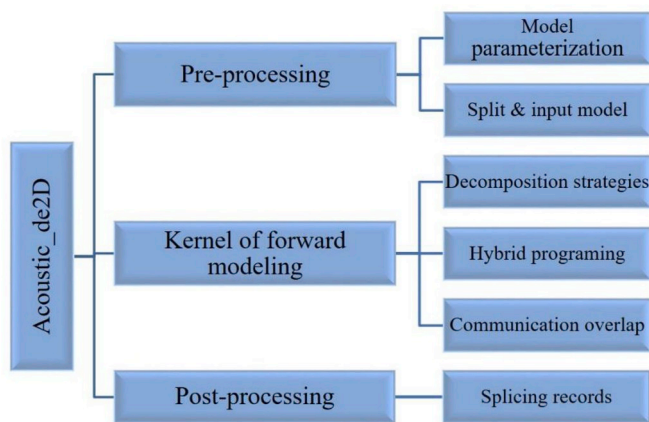 Acoustic_de2D
Pre-processing
Model
parameterization
Split & input model
Kernel of forward
modeling
Decomposition strategies
Hybrid programing
Communication overlap
Post-processing
Splicing records